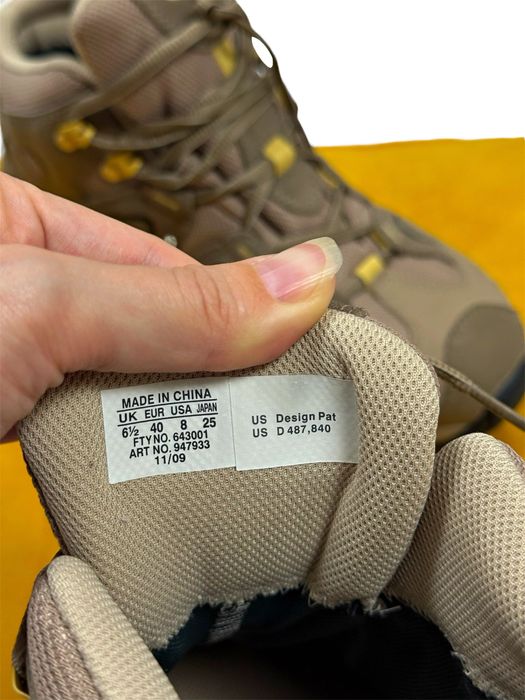 MADE IN CHINA
UK EUR USA JAPAN
6½ 40 8 25
FTY NO. 643001
ART NO. 947933
11/09
US Design Pat
US D 487,840